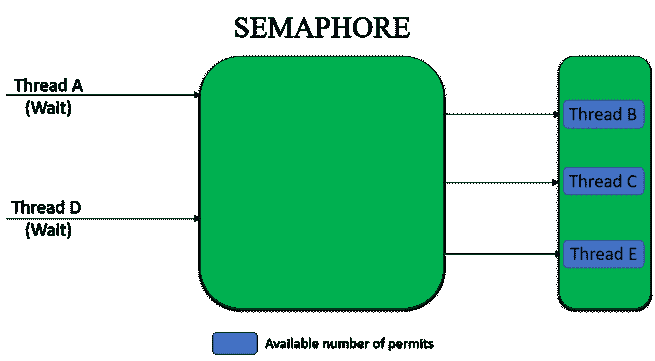 SEMAPHORE
Thread A
(Wait)
Thread B
Thread C
Thread D
(Wait)
Thread E
Available number of permits